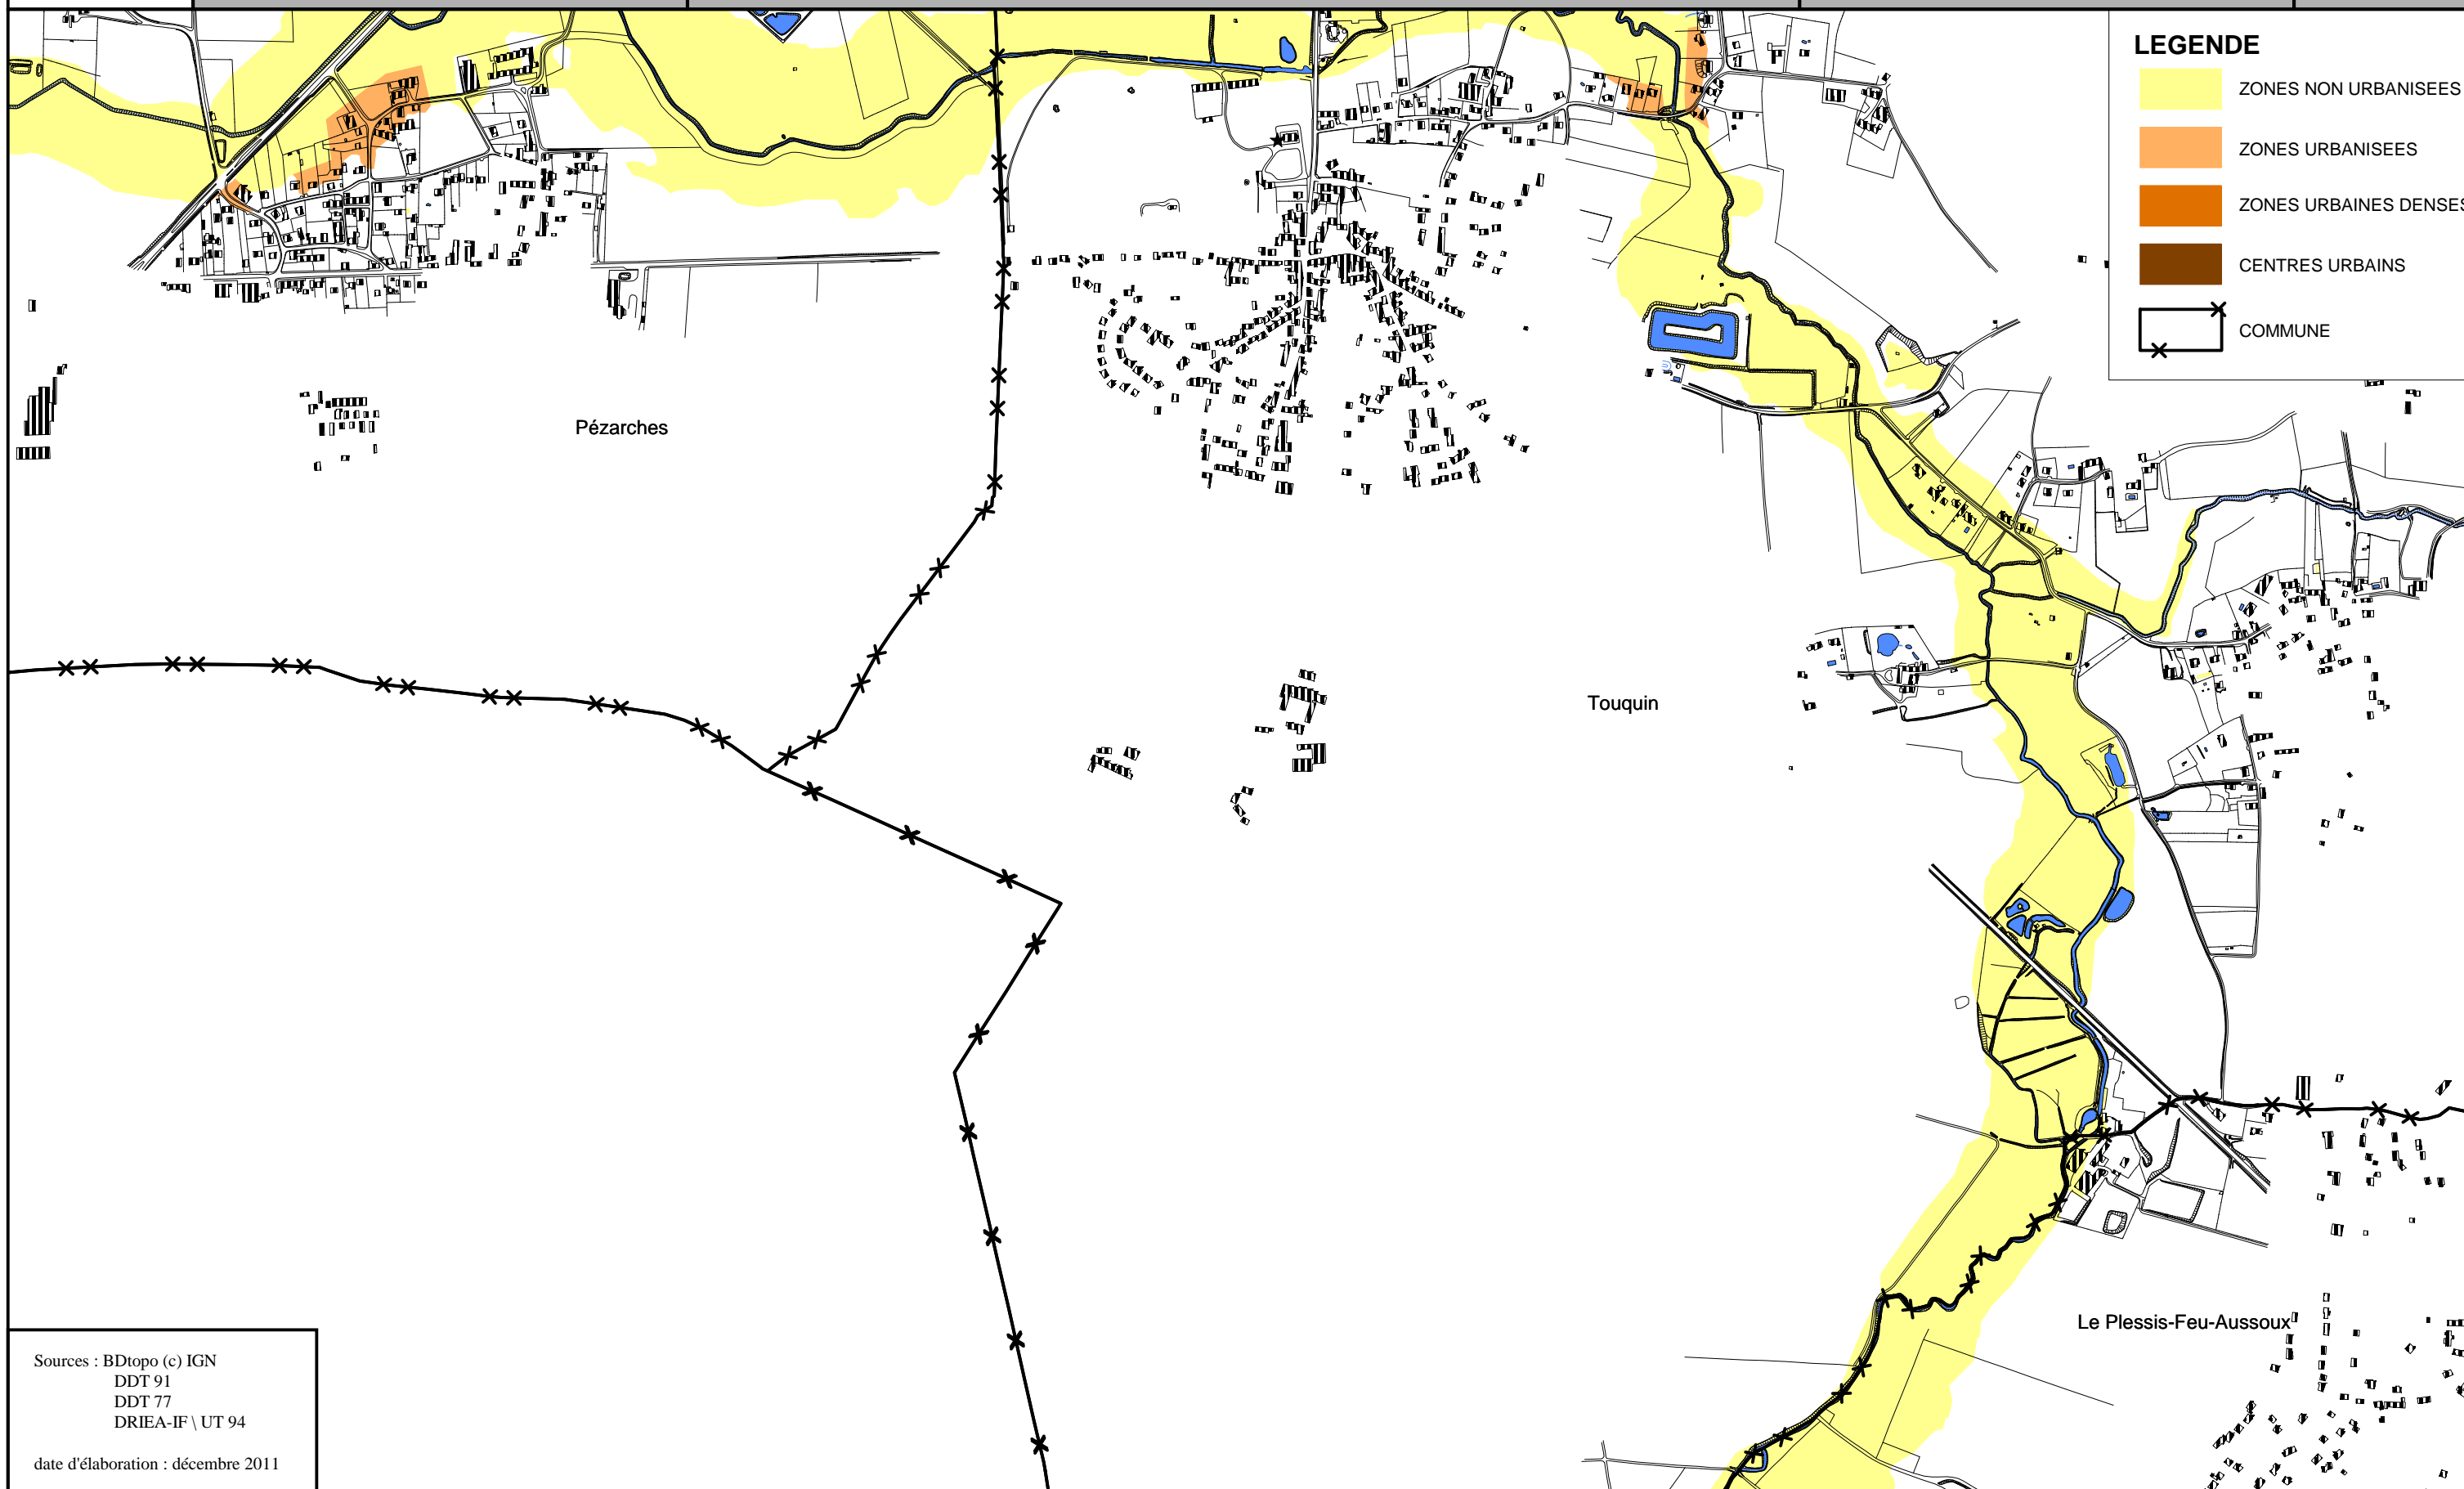 LEGENDE
ZONES NON URBANISEES
ZONES URBANISEES
ZONES URBAINES DENSES
CENTRES URBAINS
COMMUNE
Pézarches
Touquin
Le Plessis-Feu-Aussoux
Sources : BDtopo (c) IGN
DDT 91
DDT 77
DRIEA-IF \ UT 94
date d'élaboration : décembre 2011